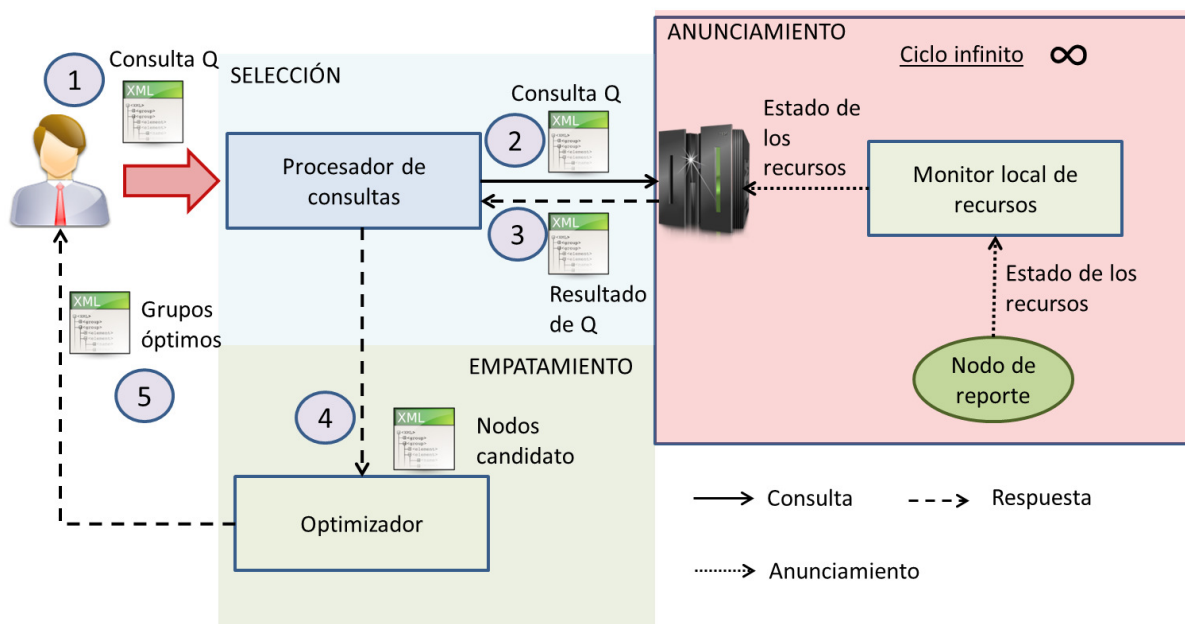 1
Consulta Q
XML
SELECCIÓN
Procesador de
consultas
Consulta Q
2
XML
3
XML
Resultado
de Q
ANUNCIAMIENTO
Ciclo infinito ∞
Estado de
los
recursos
Monitor local de
recursos
Estado de los
recursos
Nodo de
reporte
EMPATAMIENTO
4
XML
Nodos
candidato
Optimizador
XML
Grupos
óptimos
5
Consulta
Respuesta
Anunciamiento